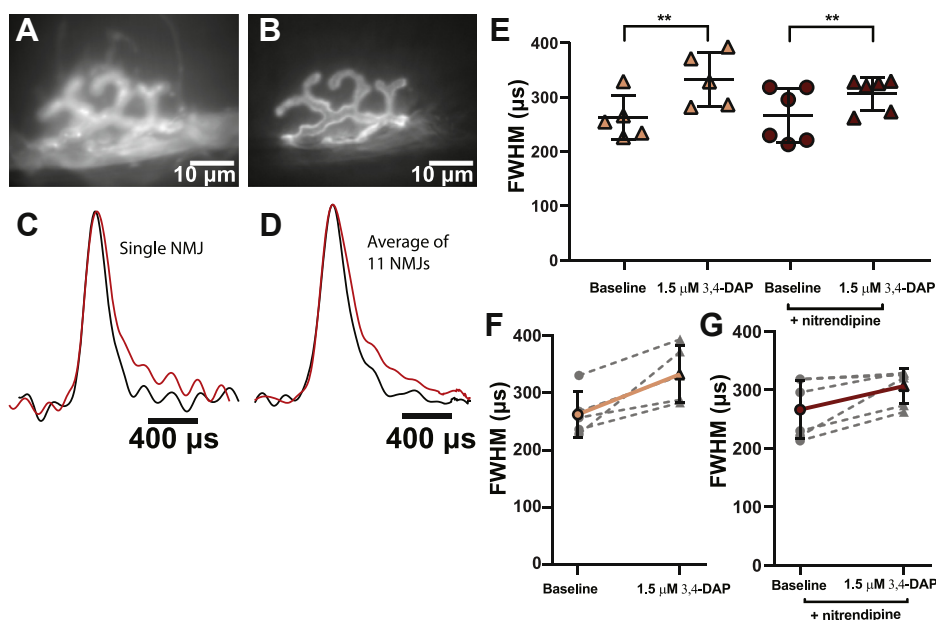 A
10 μm
B
10 μm
C
Single NMJ
400 μs
D
Average of
11 NMJs
400 μs
E
FWHM (μs)
400
300
200
100
0
**
**
Baseline
1.5 μM 3,4-DAP
Baseline
1.5 μM 3,4-DAP
+ nitrendipine
F
FWHM (μs)
400
300
200
100
0
Baseline
1.5 μM 3,4-DAP
G
FWHM (μs)
400
300
200
100
0
Baseline
1.5 μM 3,4-DAP
+ nitrendipine